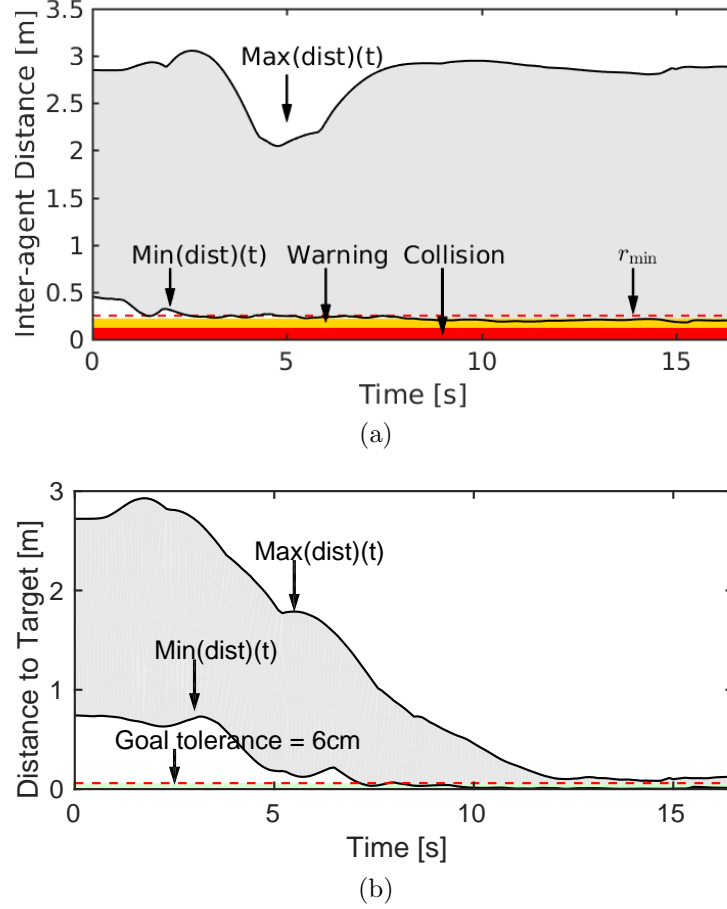 Inter-agent Distance [m]
3.5
3
2.5
2
1.5
1
0.5
0
Max(dist)(t)
Min(dist)(t) Warning Collision r_min
0 5 10 15
Time [s]
(a)
Distance to Target [m]
3
2
1
0
Max(dist)(t)
Min(dist)(t)
Goal tolerance = 6cm
0 5 10 15
Time [s]
(b)